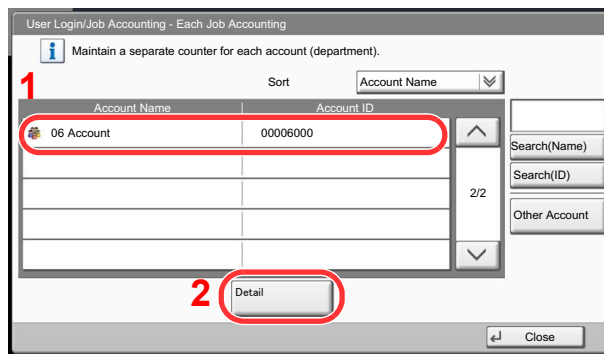 User Login/Job Accounting - Each Job Accounting
i Maintain a separate counter for each account (department).
1
Sort Account Name
Account Name Account ID
06 Account 00006000
Search(Name)
Search(ID)
2/2
Other Account
2 Detail
Close